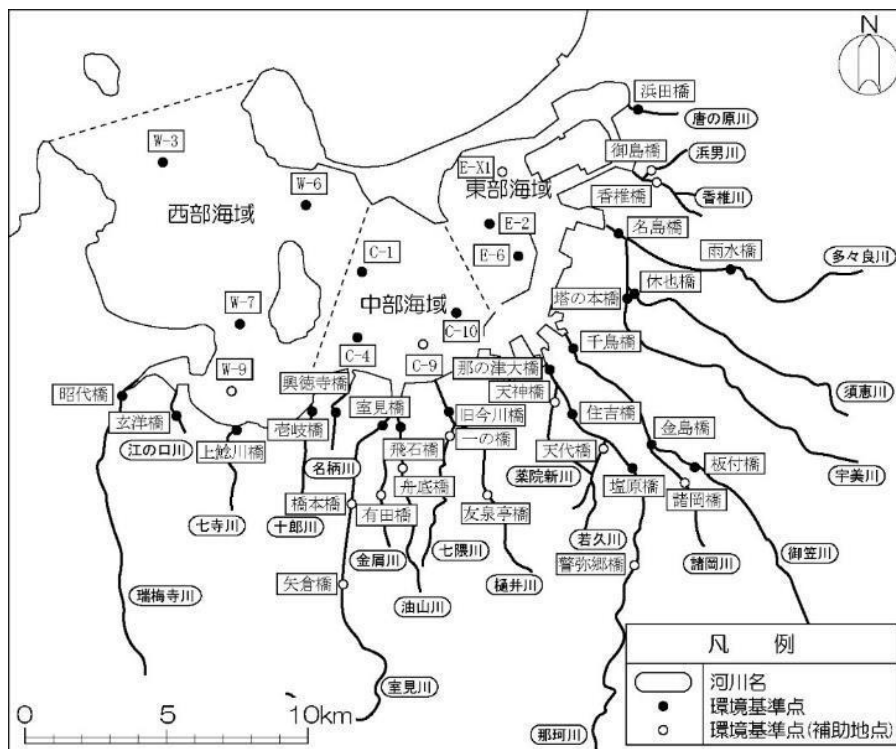 N
浜田橋
唐の原川
W-3
御島橋
浜男川
E-X1
東部海域
香椎橋
香椎川
W-6
西部海域
E-2
名島橋
雨水橋
多々良川
E-6
C-1
休也橋
塔の本橋
中部海域
W-7
C-10
千鳥橋
C-4
C-9
那の津大橋
W-9
興徳寺橋
天神橋
昭代橋
室見橋
旧今川橋
住吉橋
金島橋
須恵川
玄洋橋
壱岐橋
一の橋
江の口川
上鯰川橋
飛石橋
天代橋
板付橋
名柄川
薬院新川
塩原橋
宇美川
橋本橋
舟底橋
諸岡橋
七寺川
十郎川
有田橋
友泉亭橋
若久川
御笠川
金屑川
七隈川
警弥郷橋
諸岡川
矢倉橋
樋井川
瑞梅寺川
油山川
凡 例
河川名
室見川
環境基準点
0 5 10km
環境基準点(補助地点)
那珂川